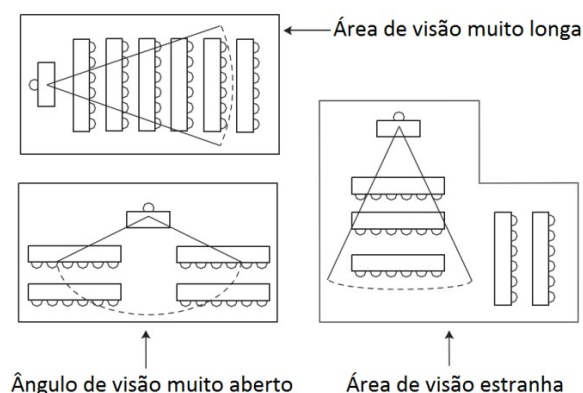 Área de visão muito longa
Ângulo de visão muito aberto
Área de visão estranha